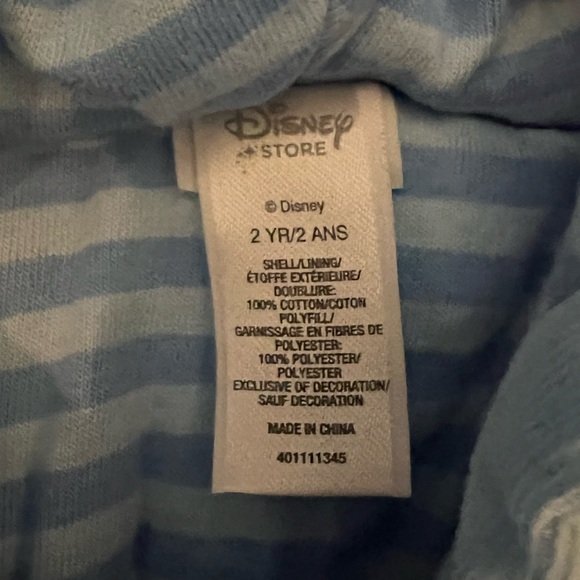 Disney
STORE
© Disney
2 YR/2 ANS
SHELL/LINING/
ÉTOFFE EXTÉRIEURE/
DOUBLURE:
100% COTTON/COTON
POLYFILL/
GARNISSAGE EN FIBRES DE
POLYESTER:
100% POLYESTER/
POLYESTER
EXCLUSIVE OF DECORATION/
SAUF DECORATION
MADE IN CHINA
401111345